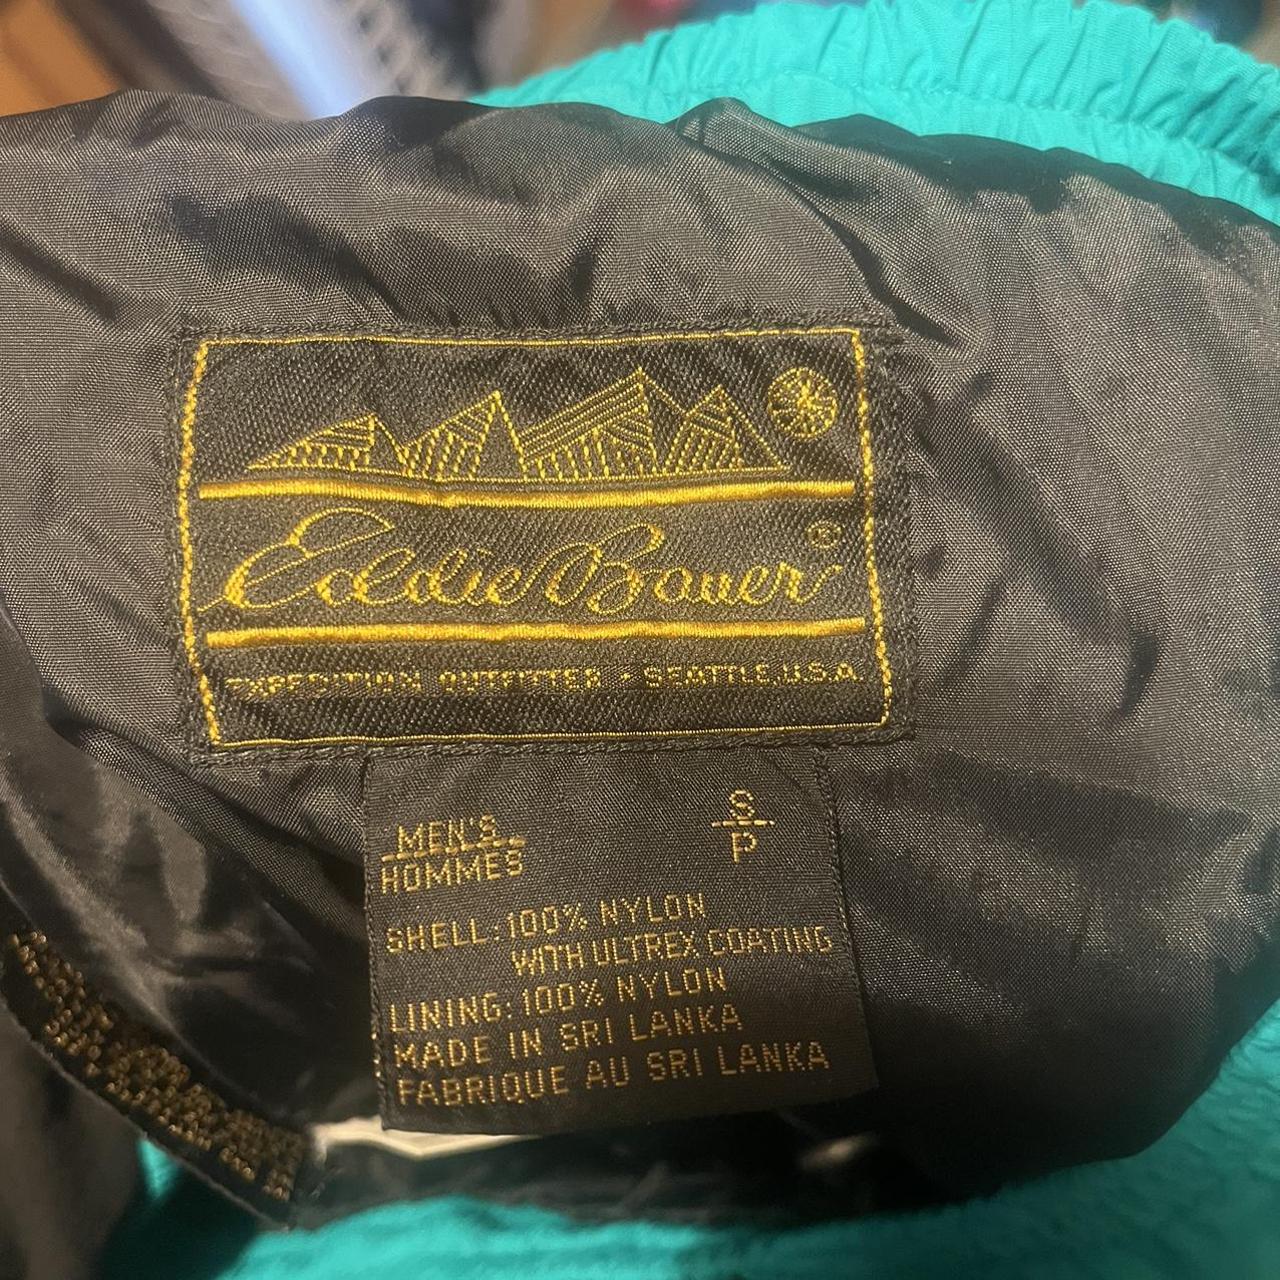 Eddie Bauer ®
EXPEDITION OUTFITTER · SEATTLE, U.S.A
MEN'S
HOMMES
S
P
SHELL: 100% NYLON
WITH ULTREX COATING
LINING: 100% NYLON
MADE IN SRI LANKA
FABRIQUE AU SRI LANKA